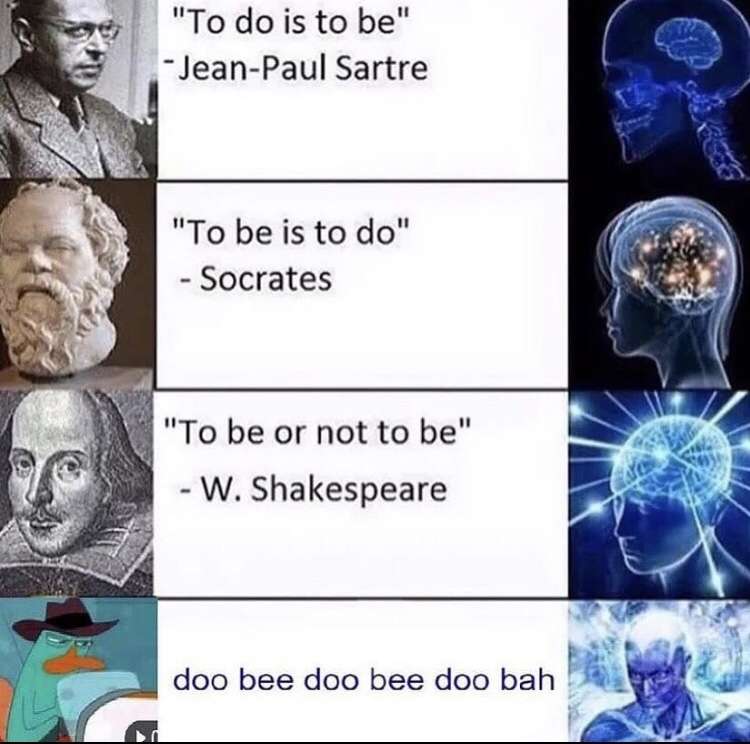 "To do is to be"
-Jean-Paul Sartre
"To be is to do"
- Socrates
"To be or not to be"
- W. Shakespeare
doo bee doo bee doo bah